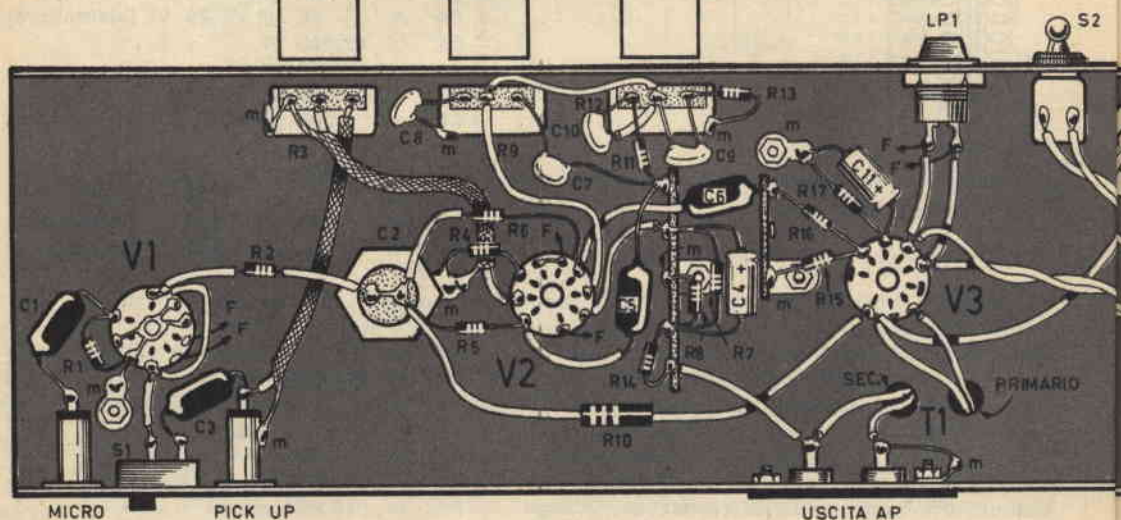 LP1
S2
m
R3
C8
m
R9
C10
C7
R12
R11
R13
m
C9
m
R17
C11 +
F
F
V1
R2
C2
R4
R6
F
C6
R16
V3
C1
R1
m
F
F
m
R5
V2
F
C5
m
R8
C4 +
R7
m
R15
R14
S1
C3
m
R10
SEC.
PRIMARIO
T1
m
MICRO
PICK UP
USCITA AP